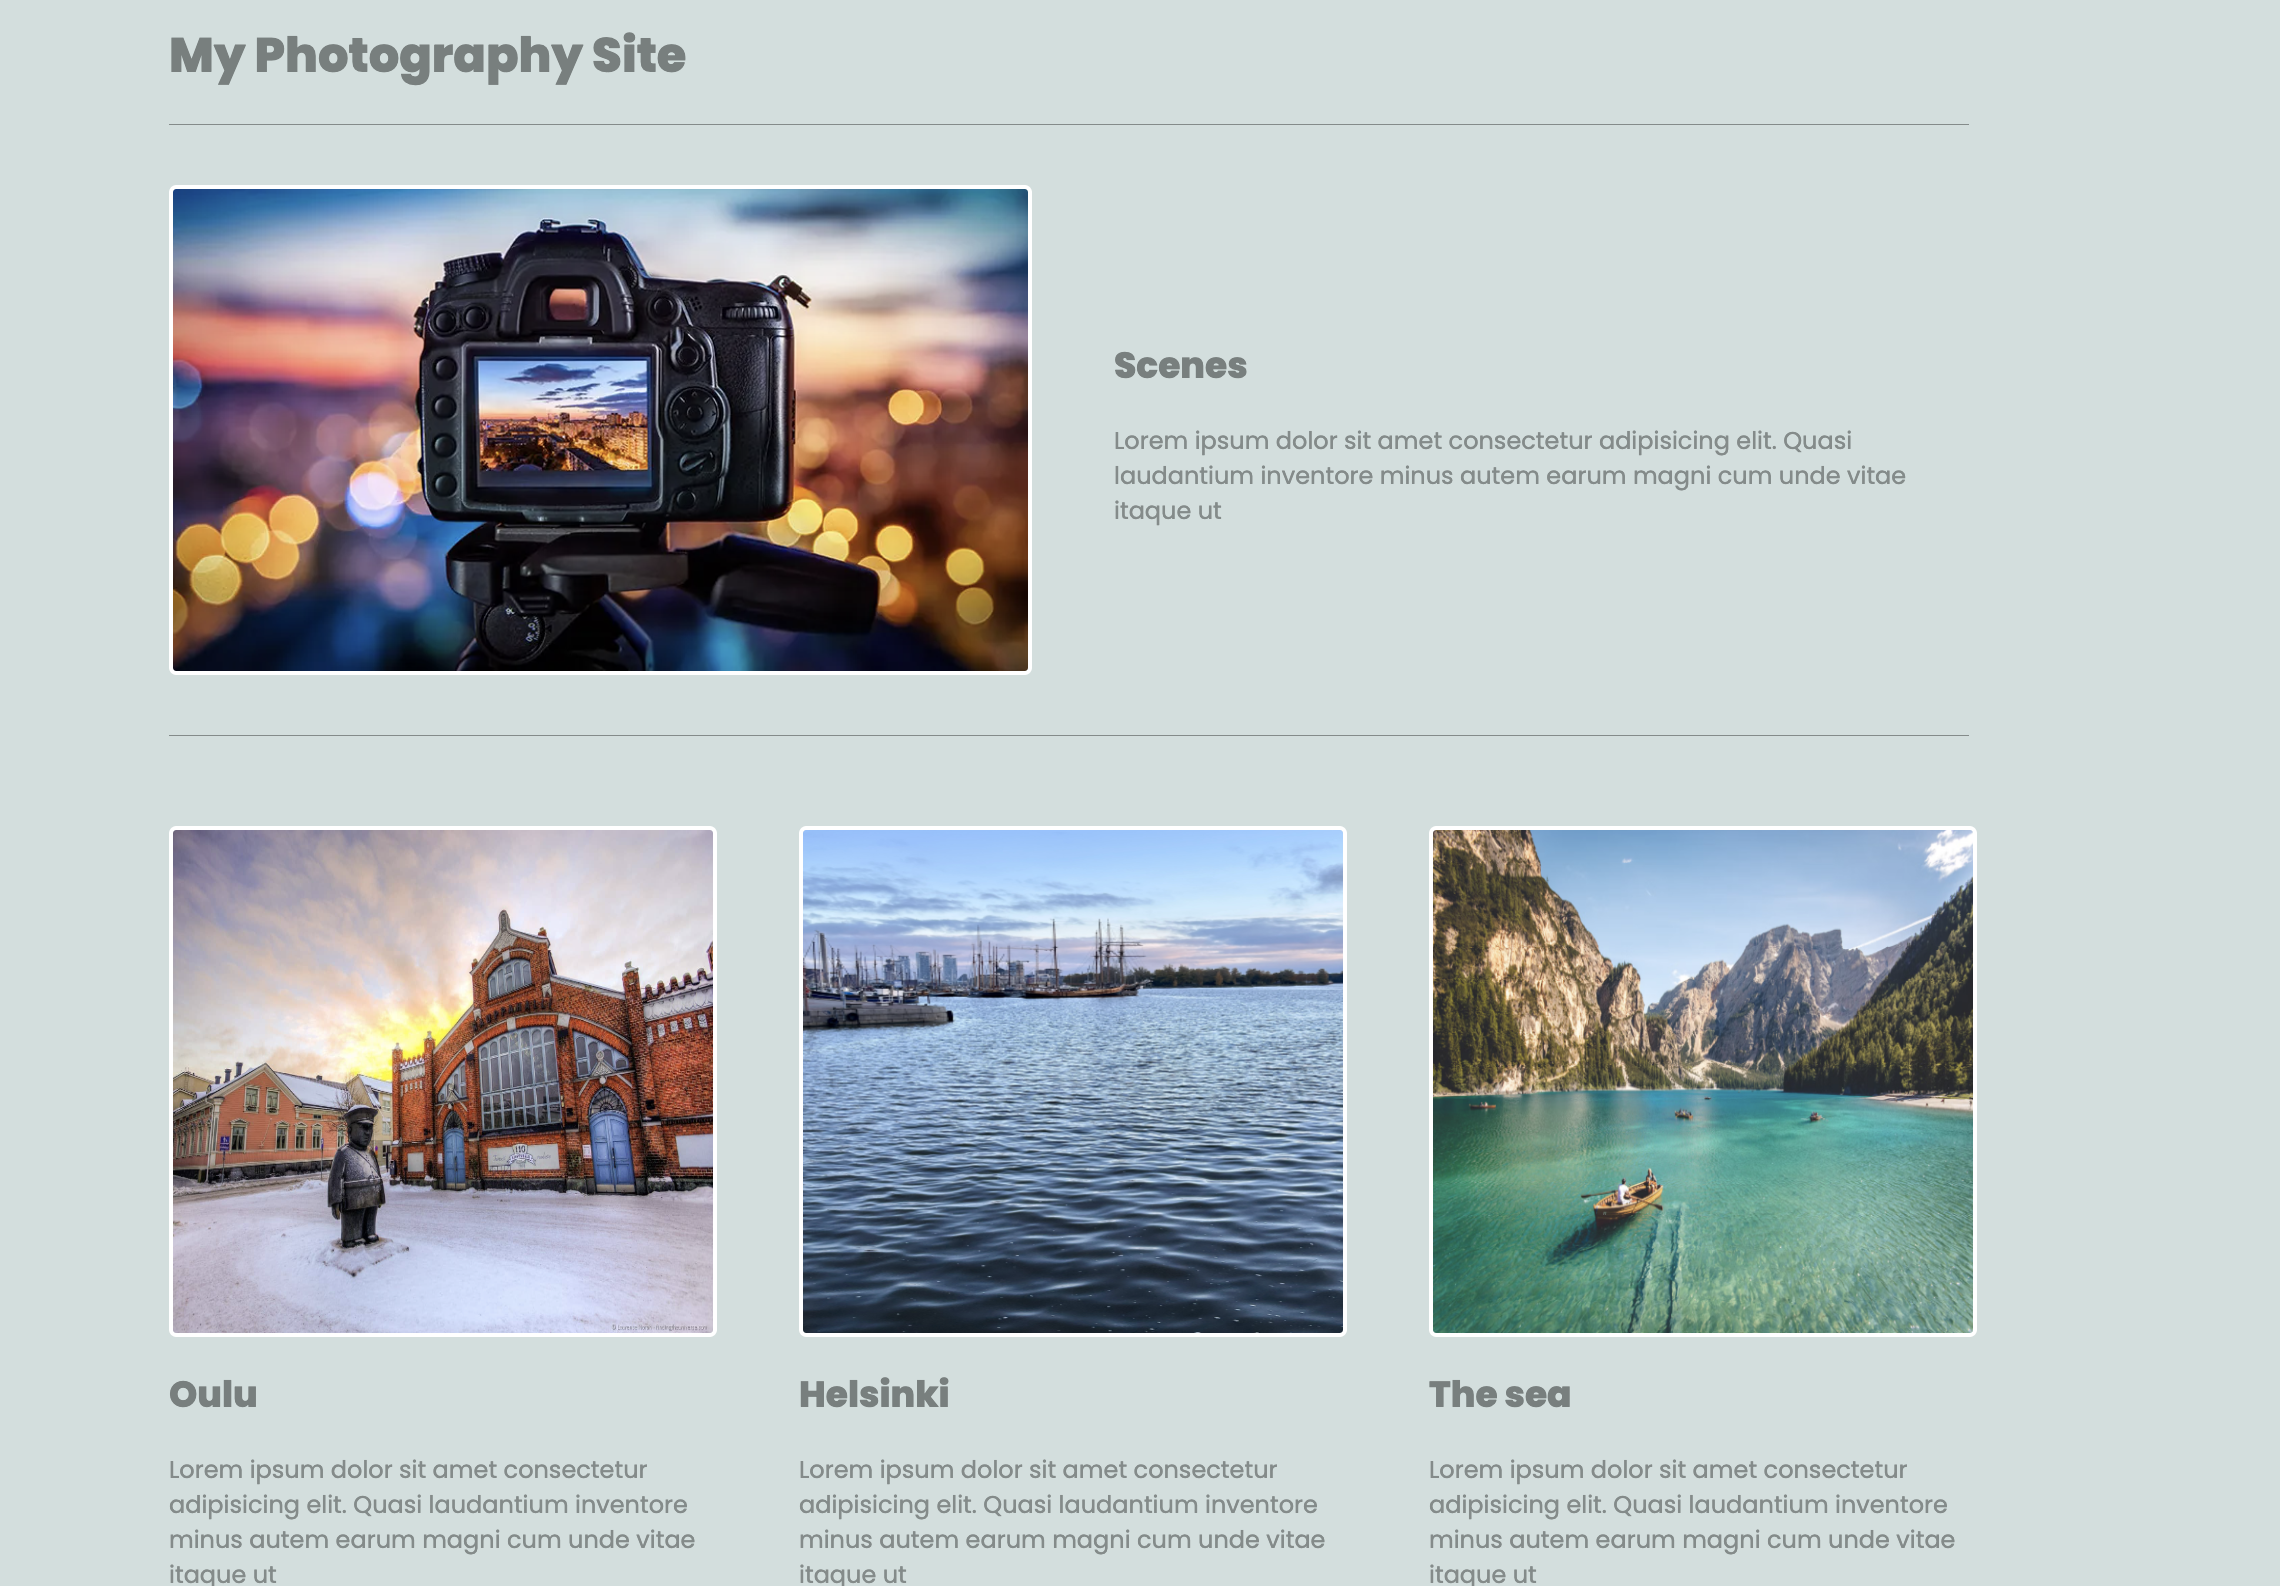 My Photography Site
Scenes
Lorem ipsum dolor sit amet consectetur adipisicing elit. Quasi
laudantium inventore minus autem earum magni cum unde vitae
itaque ut
Oulu
Lorem ipsum dolor sit amet consectetur
adipisicing elit. Quasi laudantium inventore
minus autem earum magni cum unde vitae
itaque ut
Helsinki
Lorem ipsum dolor sit amet consectetur
adipisicing elit. Quasi laudantium inventore
minus autem earum magni cum unde vitae
itaque ut
The sea
Lorem ipsum dolor sit amet consectetur
adipisicing elit. Quasi laudantium inventore
minus autem earum magni cum unde vitae
itaque ut